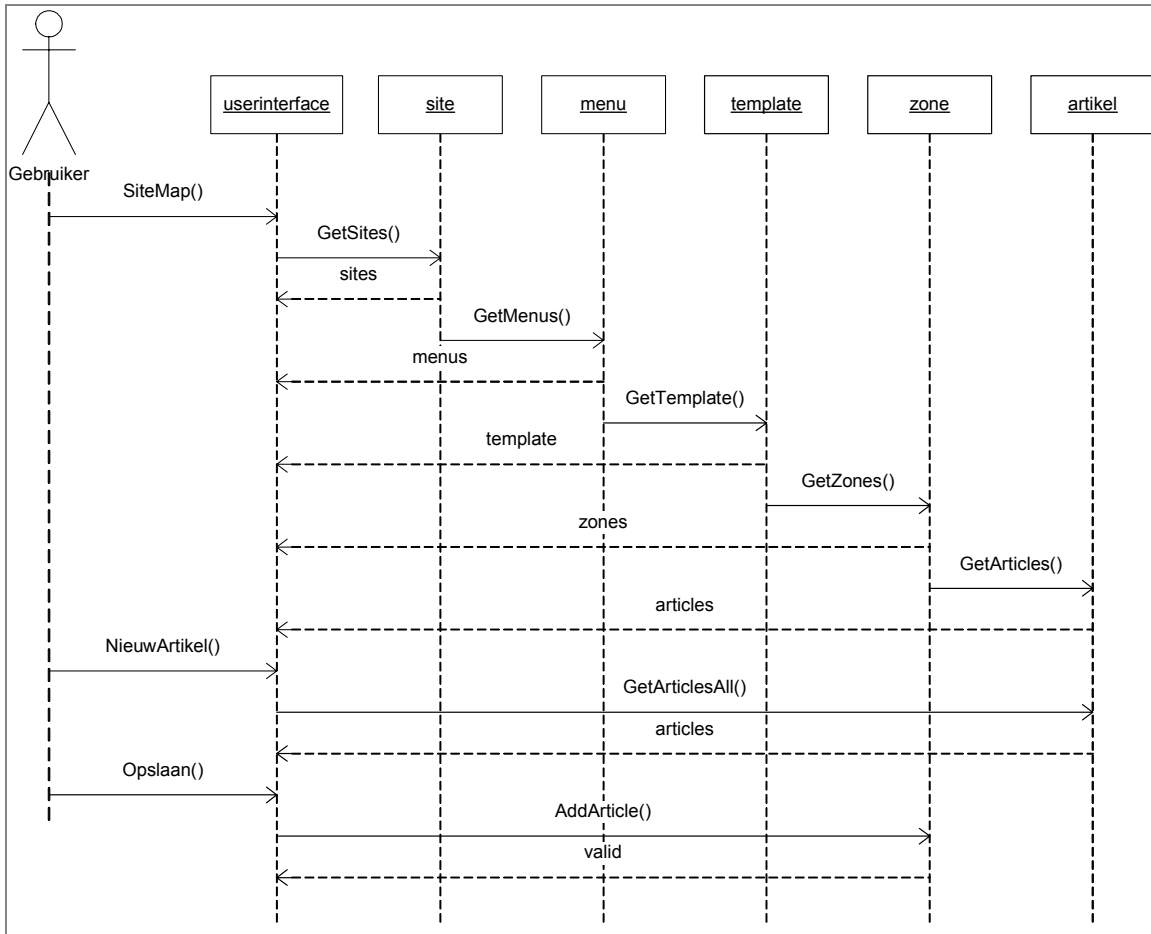 userinterface
site
menu
template
zone
artikel
Gebruiker
SiteMap()
GetSites()
sites
GetMenus()
menus
GetTemplate()
template
GetZones()
zones
GetArticles()
articles
NieuwArtikel()
GetArticlesAll()
articles
Opslaan()
AddArticle()
valid